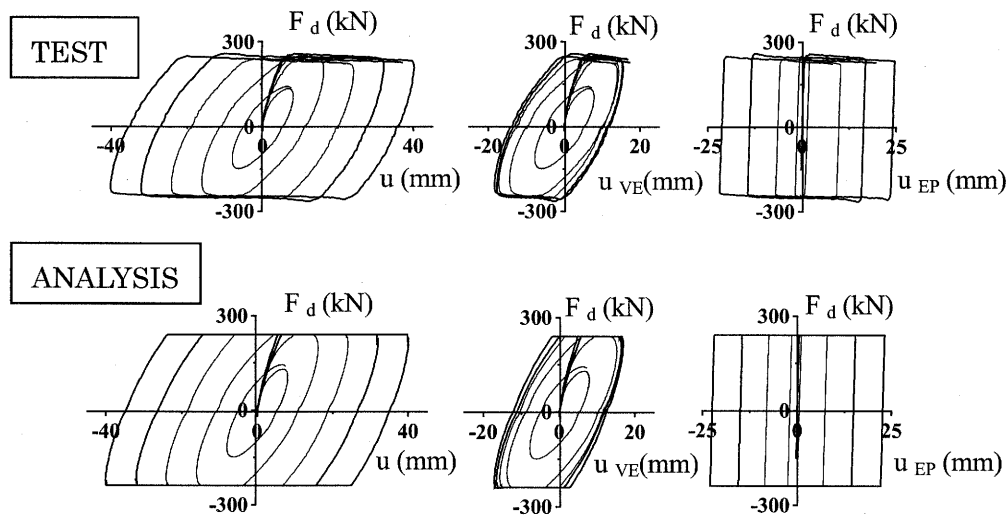 TEST
F d (kN) F d (kN) F d (kN)
300 300 300
-40 0 0 40 -20 0 0 20 -25 0 0 25
u (mm) u VE(mm) u EP (mm)
-300 -300 -300
ANALYSIS
F d (kN) F d (kN) F d (kN)
300 300 300
-40 0 0 40 -20 0 0 20 -25 0 0 25
u (mm) u VE(mm) u EP (mm)
-300 -300 -300